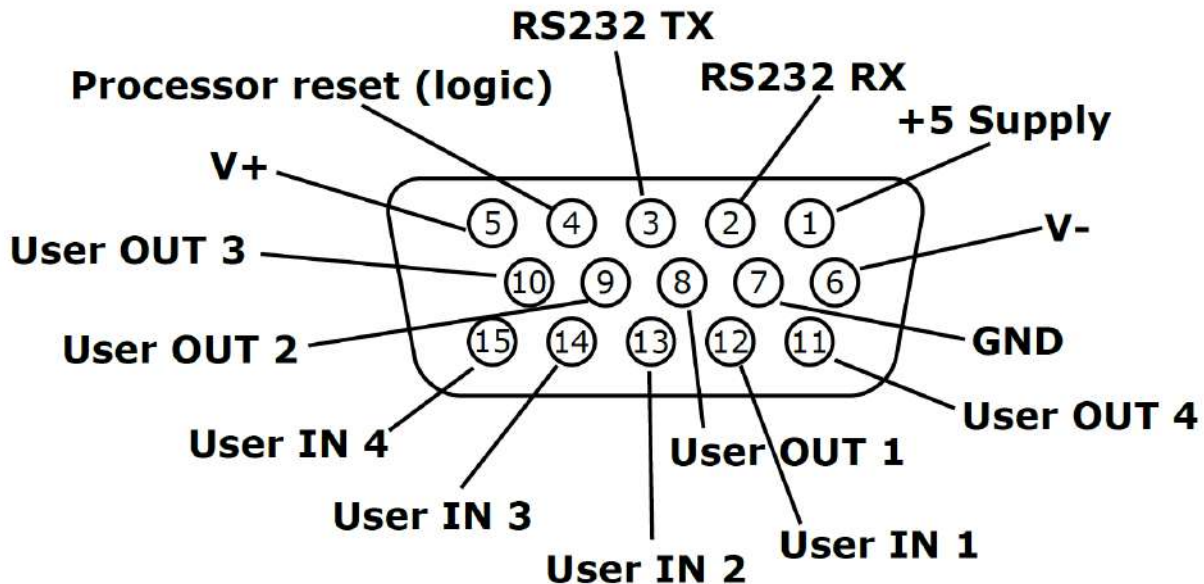 RS232 TX
RS232 RX
Processor reset (logic)
+5 Supply
V+
V-
5 4 3 2 1
User OUT 3
10 9 8 7 6
User OUT 2
GND
15 14 13 12 11
User OUT 4
User IN 4
User OUT 1
User IN 3
User IN 1
User IN 2